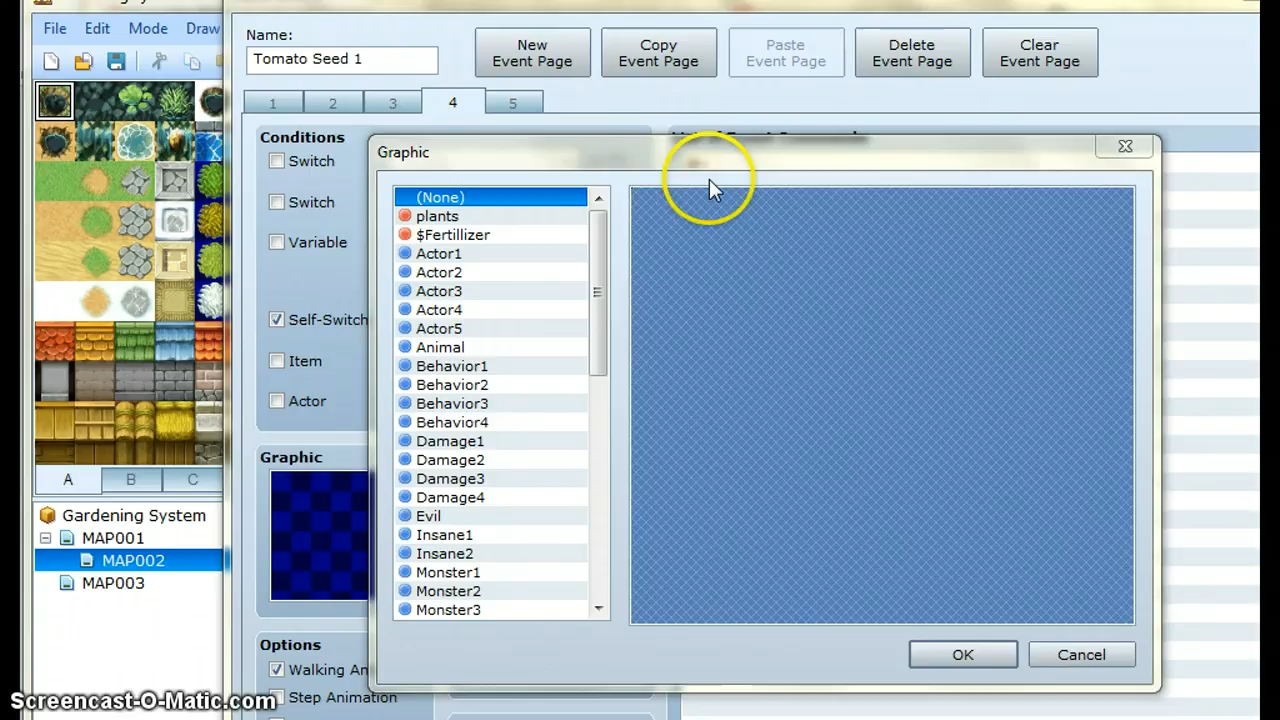 File Edit Mode Draw
Name:
Tomato Seed 1
New Event Page
Copy Event Page
Paste Event Page
Delete Event Page
Clear Event Page
1 2 3 4 5
Conditions
Switch
Switch
Variable
Self-Switch
Item
Actor
Graphic
Options
Walking An
Step Animation
Graphic
(None)
plants
$Fertillizer
Actor1
Actor2
Actor3
Actor4
Actor5
Animal
Behavior1
Behavior2
Behavior3
Behavior4
Damage1
Damage2
Damage3
Damage4
Evil
Insane1
Insane2
Monster1
Monster2
Monster3
OK
Cancel
A B C
Gardening System
MAP001
MAP002
MAP003
Screencast-O-Matic.com